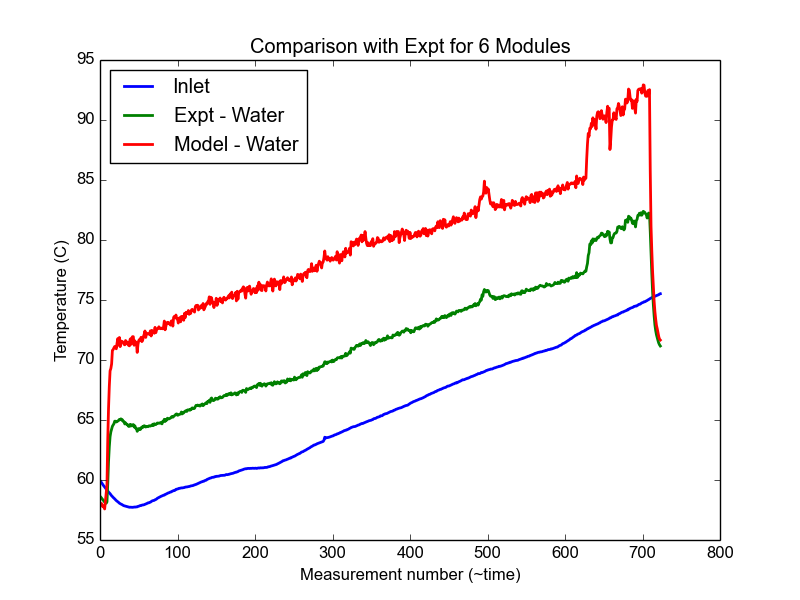 Comparison with Expt for 6 Modules
Inlet
Expt - Water
Model - Water
95
90
85
80
75
70
65
60
55
Temperature (C)
0 100 200 300 400 500 600 700 800
Measurement number (~time)